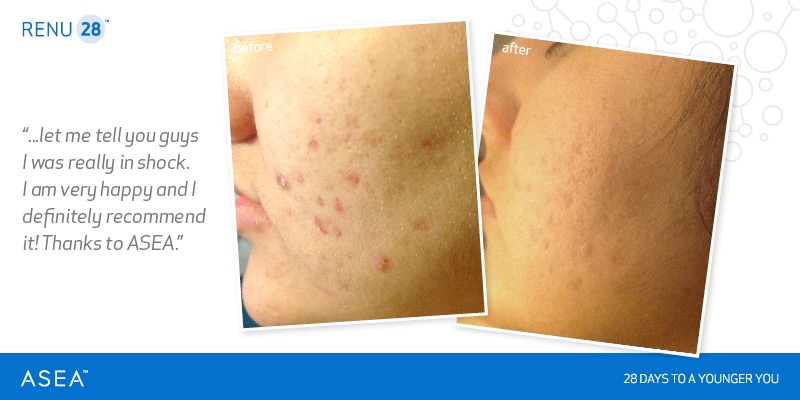 RENU 28™
before
after
“...let me tell you guys
I was really in shock.
I am very happy and I
definitely recommend
it! Thanks to ASEA.”
ASEA™
28 DAYS TO A YOUNGER YOU